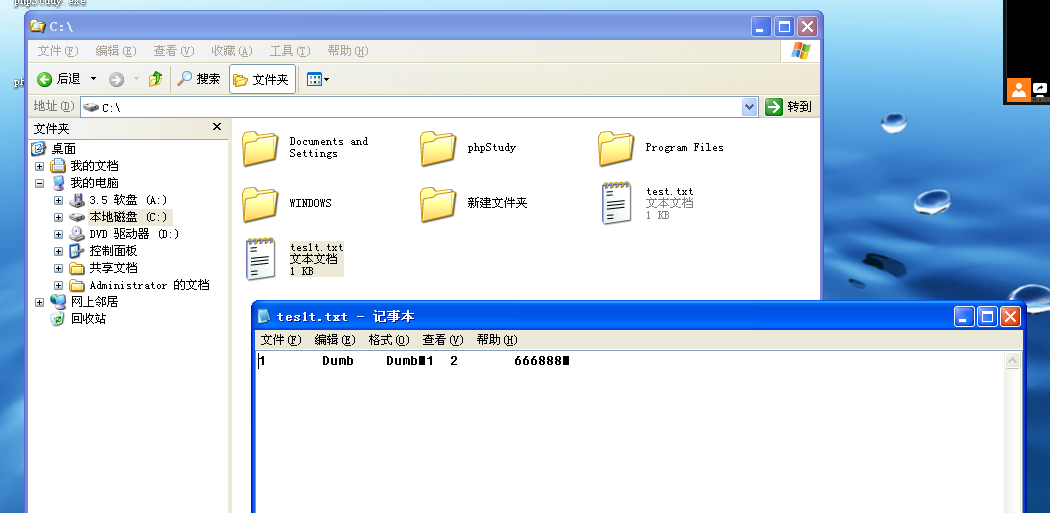 phpStudy exe
C:\
文件(F) 编辑(E) 查看(V) 收藏(A) 工具(T) 帮助(H)
后退 搜索 文件夹
地址(D) C:\ 转到
文件夹
桌面
我的文档
我的电脑
3.5 软盘 (A:)
本地磁盘 (C:)
DVD 驱动器 (D:)
控制面板
共享文档
Administrator 的文档
网上邻居
回收站
Documents and
Settings
phpStudy
Program Files
WINDOWS
新建文件夹
test.txt
文本文档
1 KB
tes1t.txt
文本文档
1 KB
tes1t.txt - 记事本
文件(F) 编辑(E) 格式(O) 查看(V) 帮助(H)
1 Dumb Dumb■1 2 666888■